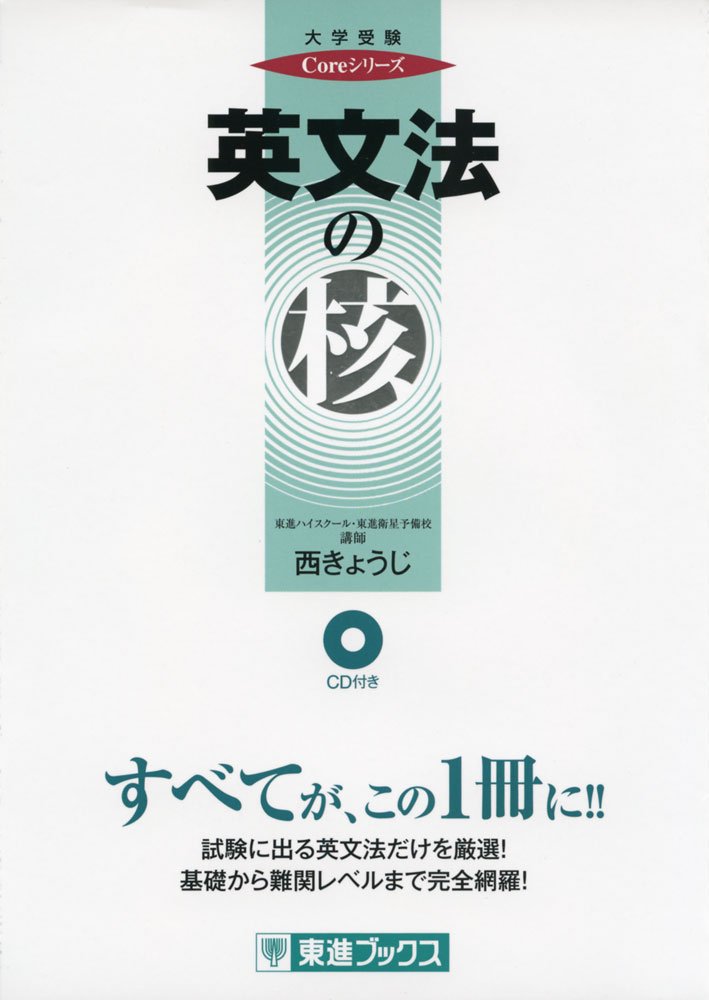 大学受験
Coreシリーズ
英文法
の
核
東進ハイスクール・東進衛星予備校
講師
西きょうじ
CD付き
すべてが、この1冊に!!
試験に出る英文法だけを厳選!
基礎から難関レベルまで完全網羅!
東進ブックス